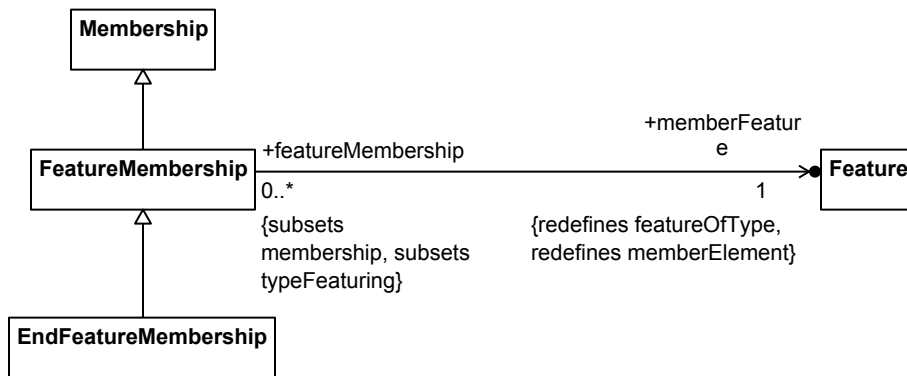 Membership
+memberFeatur
e
+featureMembership
FeatureMembership
Feature
0..*
1
{subsets
membership, subsets
typeFeaturing}
{redefines featureOfType,
redefines memberElement}
EndFeatureMembership